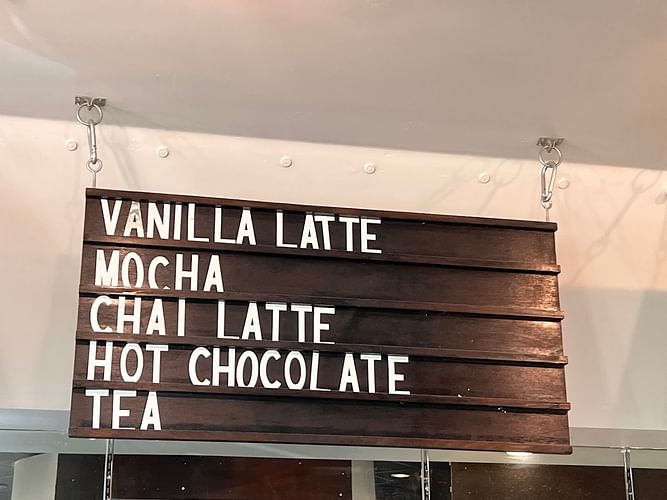 VANILLA LATTE
MOCHA
CHAI LATTE
HOT CHOCOLATE
TEA